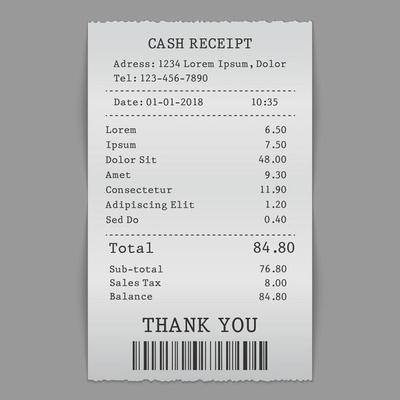 CASH RECEIPT
Adress: 1234 Lorem Ipsum, Dolor
Tel: 123-456-7890
Date: 01-01-2018 10:35
Lorem 6.50
Ipsum 7.50
Dolor Sit 48.00
Amet 9.30
Consectetur 11.90
Adipiscing Elit 1.20
Sed Do 0.40
Total 84.80
Sub-total 76.80
Sales Tax 8.00
Balance 84.80
THANK YOU